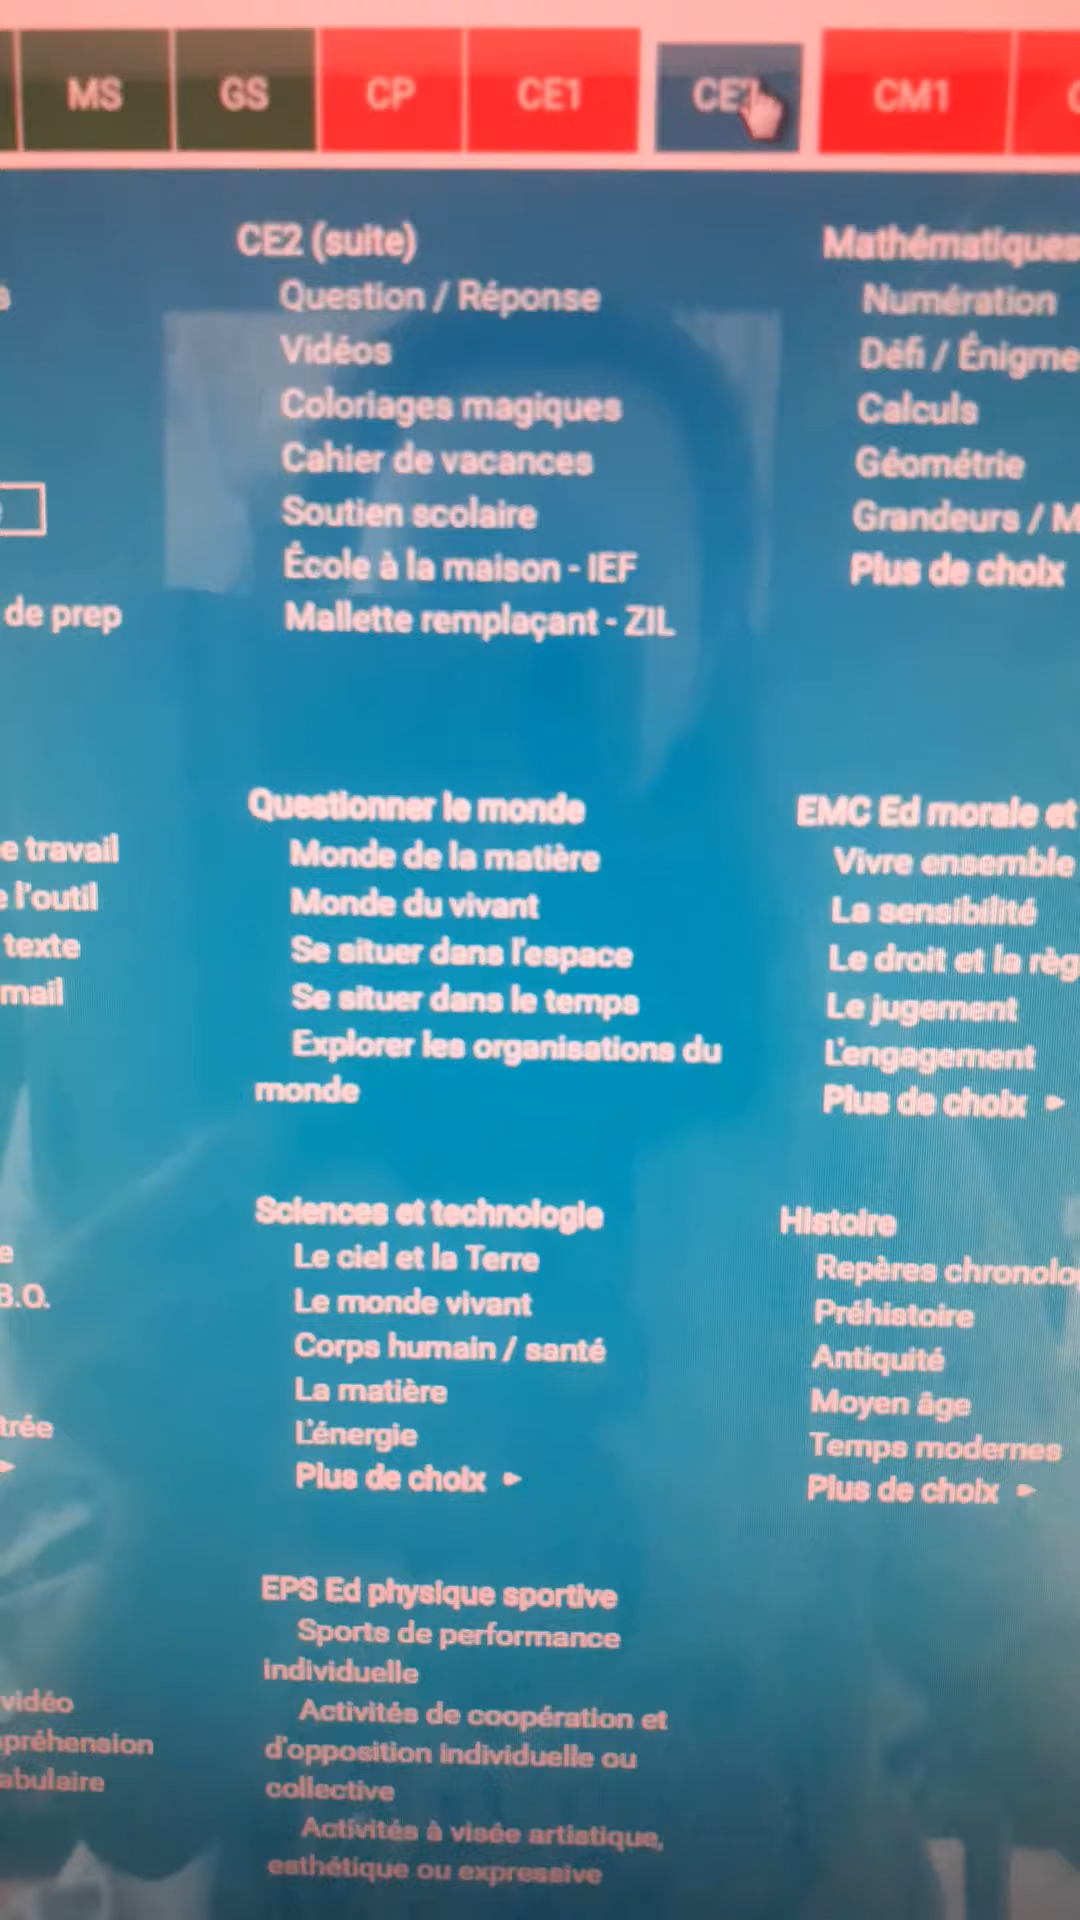 MS GS CP CE1 CE2 CM1
de prep
travail
l'outil
texte
mail
B.O.
vidéo
CE2 (suite)
Question / Réponse
Vidéos
Coloriages magiques
Cahier de vacances
Soutien scolaire
École à la maison - IEF
Mallette remplaçant - ZIL
Questionner le monde
Monde de la matière
Monde du vivant
Se situer dans l'espace
Se situer dans le temps
Explorer les organisations du
monde
Sciences et technologie
Le ciel et la Terre
Le monde vivant
Corps humain / santé
La matière
L'énergie
Plus de choix ►
EPS Ed physique sportive
Sports de performance
individuelle
Activités de coopération et
d'opposition individuelle ou
collective
Activités à visée artistique,
esthétique ou expressive
Mathématiques
Numération
Défi / Énigme
Calculs
Géométrie
Grandeurs / M
Plus de choix
EMC Ed morale et
Vivre ensemble
La sensibilité
Le droit et la règ
Le jugement
L'engagement
Plus de choix ►
Histoire
Repères chronolo
Préhistoire
Antiquité
Moyen âge
Temps modernes
Plus de choix ►